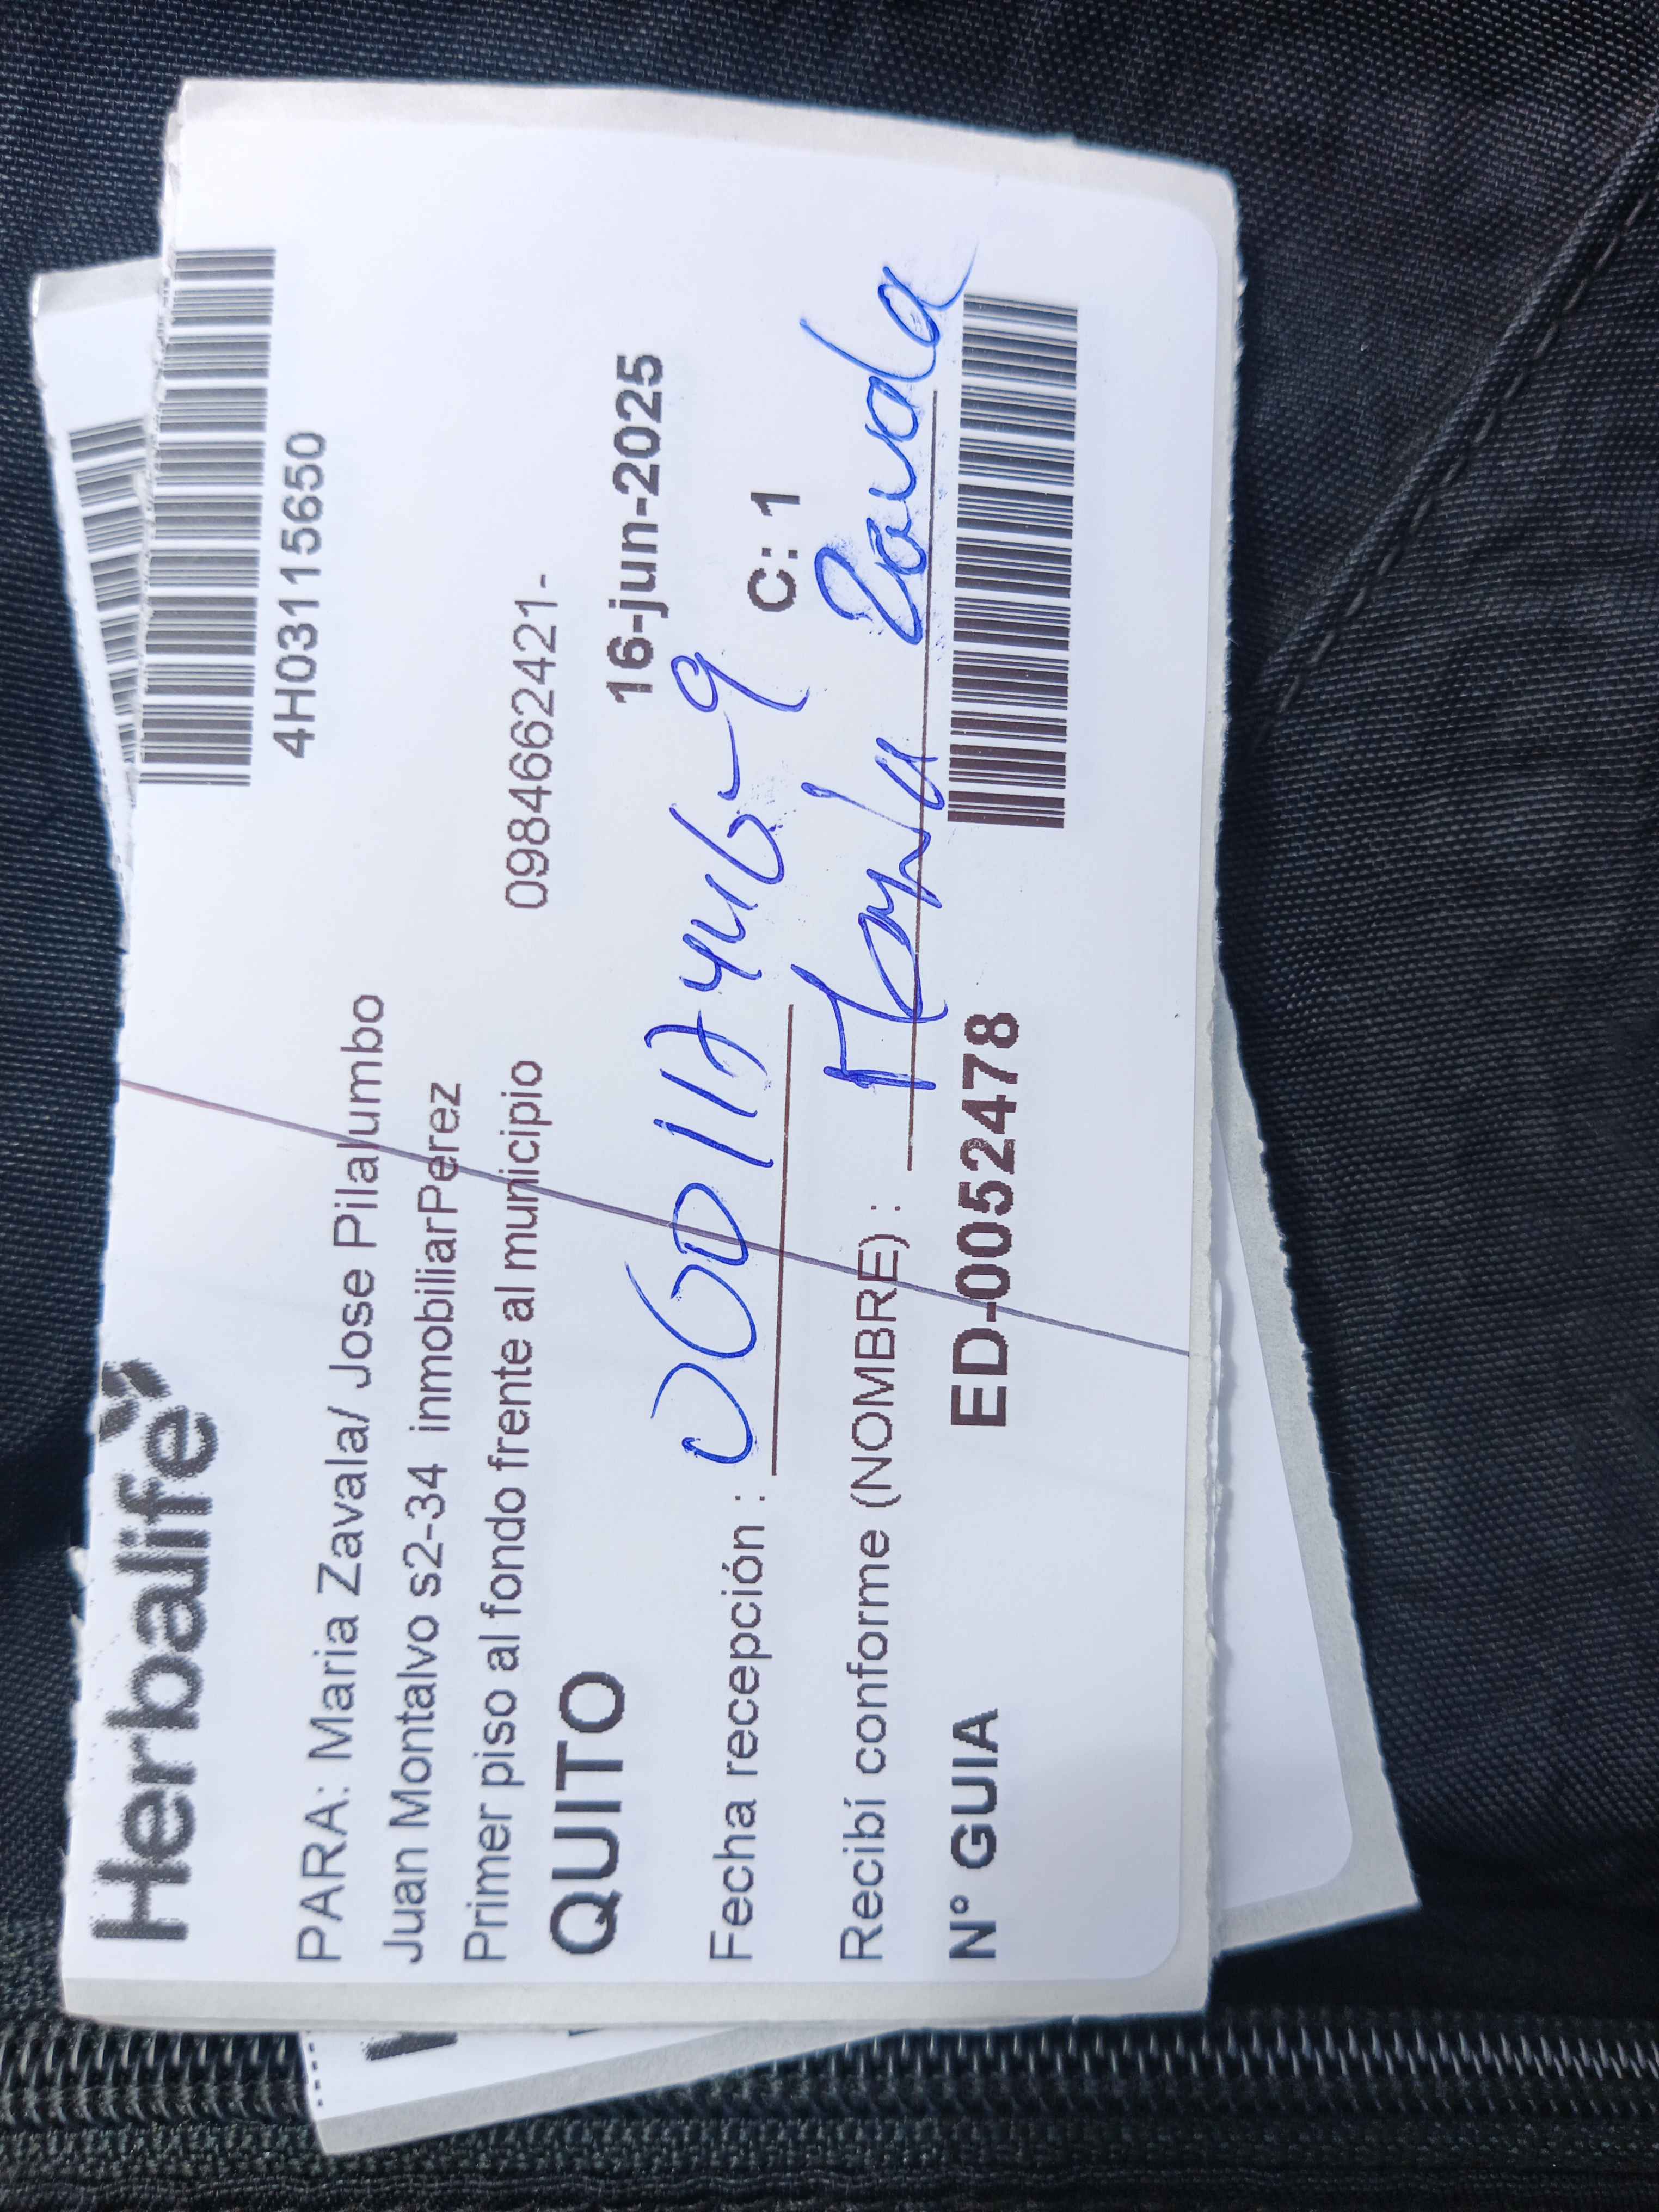 Herbalife
4H03115650
PARA: Maria Zavala/ Jose Pilalumbo
Juan Montalvo s2-34 inmobiliarPerez
Primer piso al fondo frente al municipio
0984662421-
QUITO
16-jun-2025
Fecha recepción :
C: 1
Recibí conforme (NOMBRE) :
N° GUIA
ED-0052478